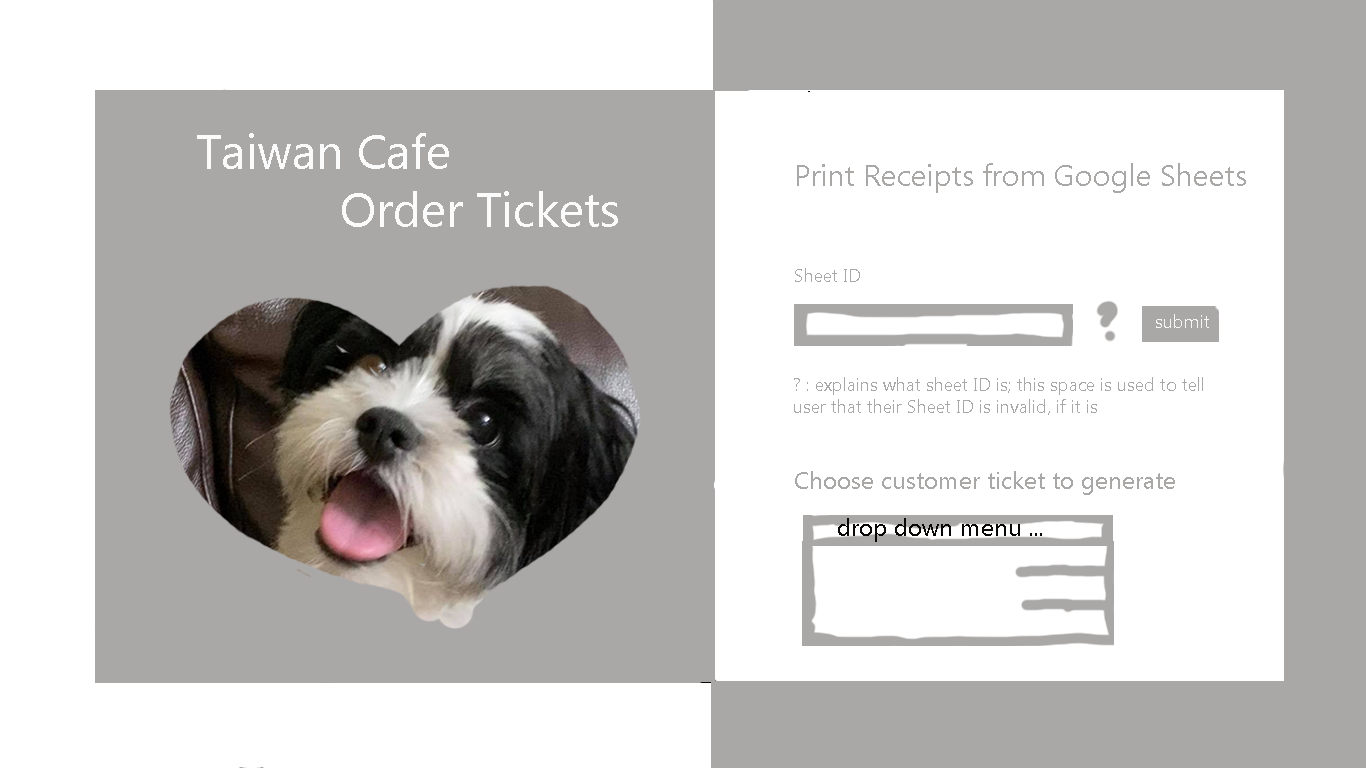 Taiwan Cafe
Order Tickets
Print Receipts from Google Sheets
Sheet ID
? submit
? : explains what sheet ID is; this space is used to tell
user that their Sheet ID is invalid, if it is
Choose customer ticket to generate
drop down menu ...